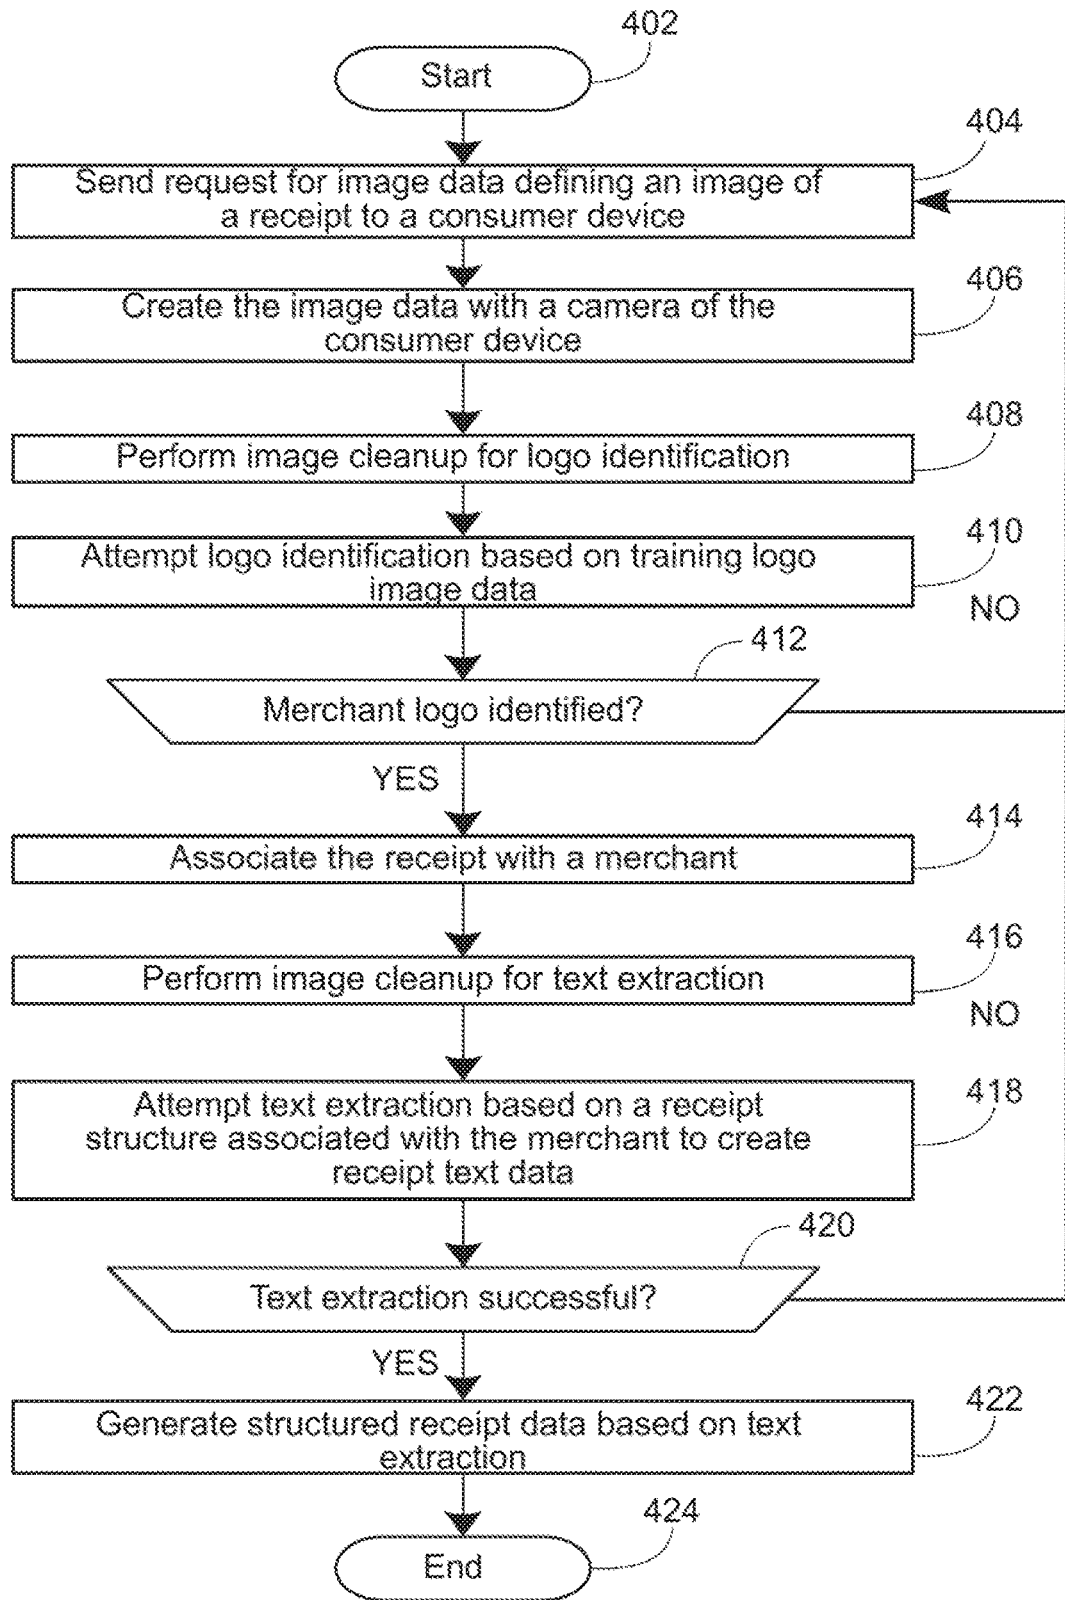 402
Start
404
Send request for image data defining an image of
a receipt to a consumer device
406
Create the image data with a camera of the
consumer device
408
Perform image cleanup for logo identification
410
Attempt logo identification based on training logo
image data
NO
412
Merchant logo identified?
YES
414
Associate the receipt with a merchant
416
Perform image cleanup for text extraction
NO
418
Attempt text extraction based on a receipt
structure associated with the merchant to create
receipt text data
420
Text extraction successful?
YES
422
Generate structured receipt data based on text
extraction
424
End